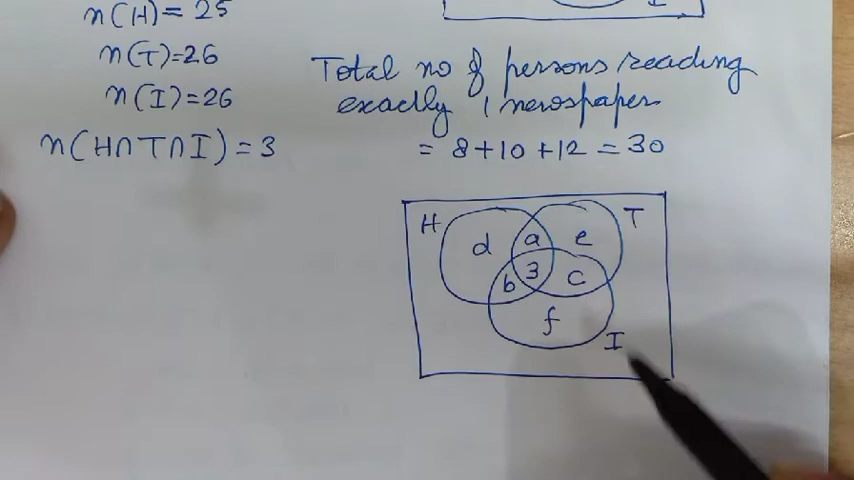 n(H) = 25
n(T) = 26
n(I) = 26
n(H∩T∩I) = 3
I
Total no of persons reading
exactly 1 newspaper
= 8+10+12 = 30
H
T
d
a
e
b
3
c
f
I